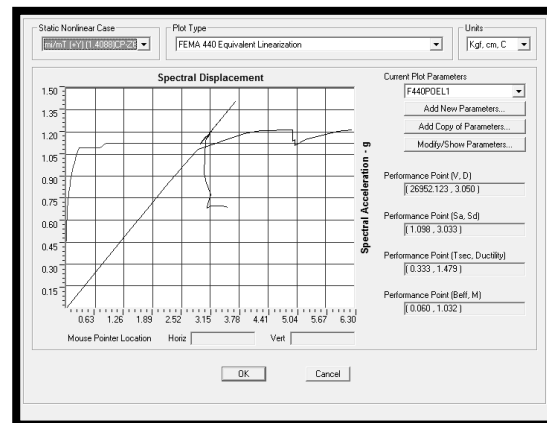 Static Nonlinear Case
Plot Type
Units
FEMA 440 Equivalent Linearization
Kgf, cm, C
Spectral Displacement
Current Plot Parameters
F440POEL1
Add New Parameters...
Add Copy of Parameters...
Modify/Show Parameters...
Performance Point (V, D)
( 26952.123 , 3.050 )
Performance Point (Sa, Sd)
( 1.098 , 3.033 )
Performance Point (Tsec, Ductility)
( 0.333 , 1.479 )
Performance Point (Beff, M)
( 0.060 , 1.032 )
1.50
1.35
1.20
1.05
0.90
0.75
0.60
0.45
0.30
0.15
Spectral Acceleration - g
0.63 1.26 1.89 2.52 3.15 3.78 4.41 5.04 5.67 6.30
Mouse Pointer Location Horiz Vert
OK Cancel